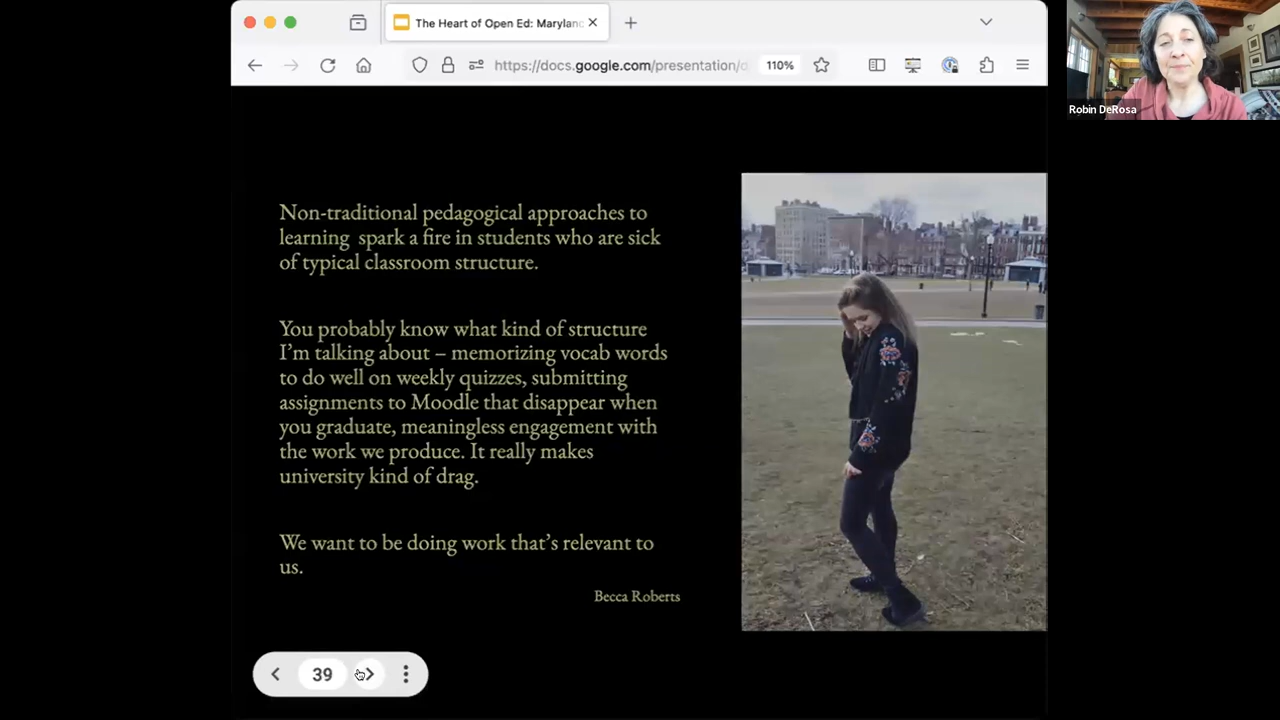 The Heart of Open Ed: Marylan
https://docs.google.com/presentation/d
110%
Robin DeRosa
Non-traditional pedagogical approaches to
learning spark a fire in students who are sick
of typical classroom structure.
You probably know what kind of structure
I'm talking about – memorizing vocab words
to do well on weekly quizzes, submitting
assignments to Moodle that disappear when
you graduate, meaningless engagement with
the work we produce. It really makes
university kind of drag.
We want to be doing work that's relevant to
us.
Becca Roberts
39